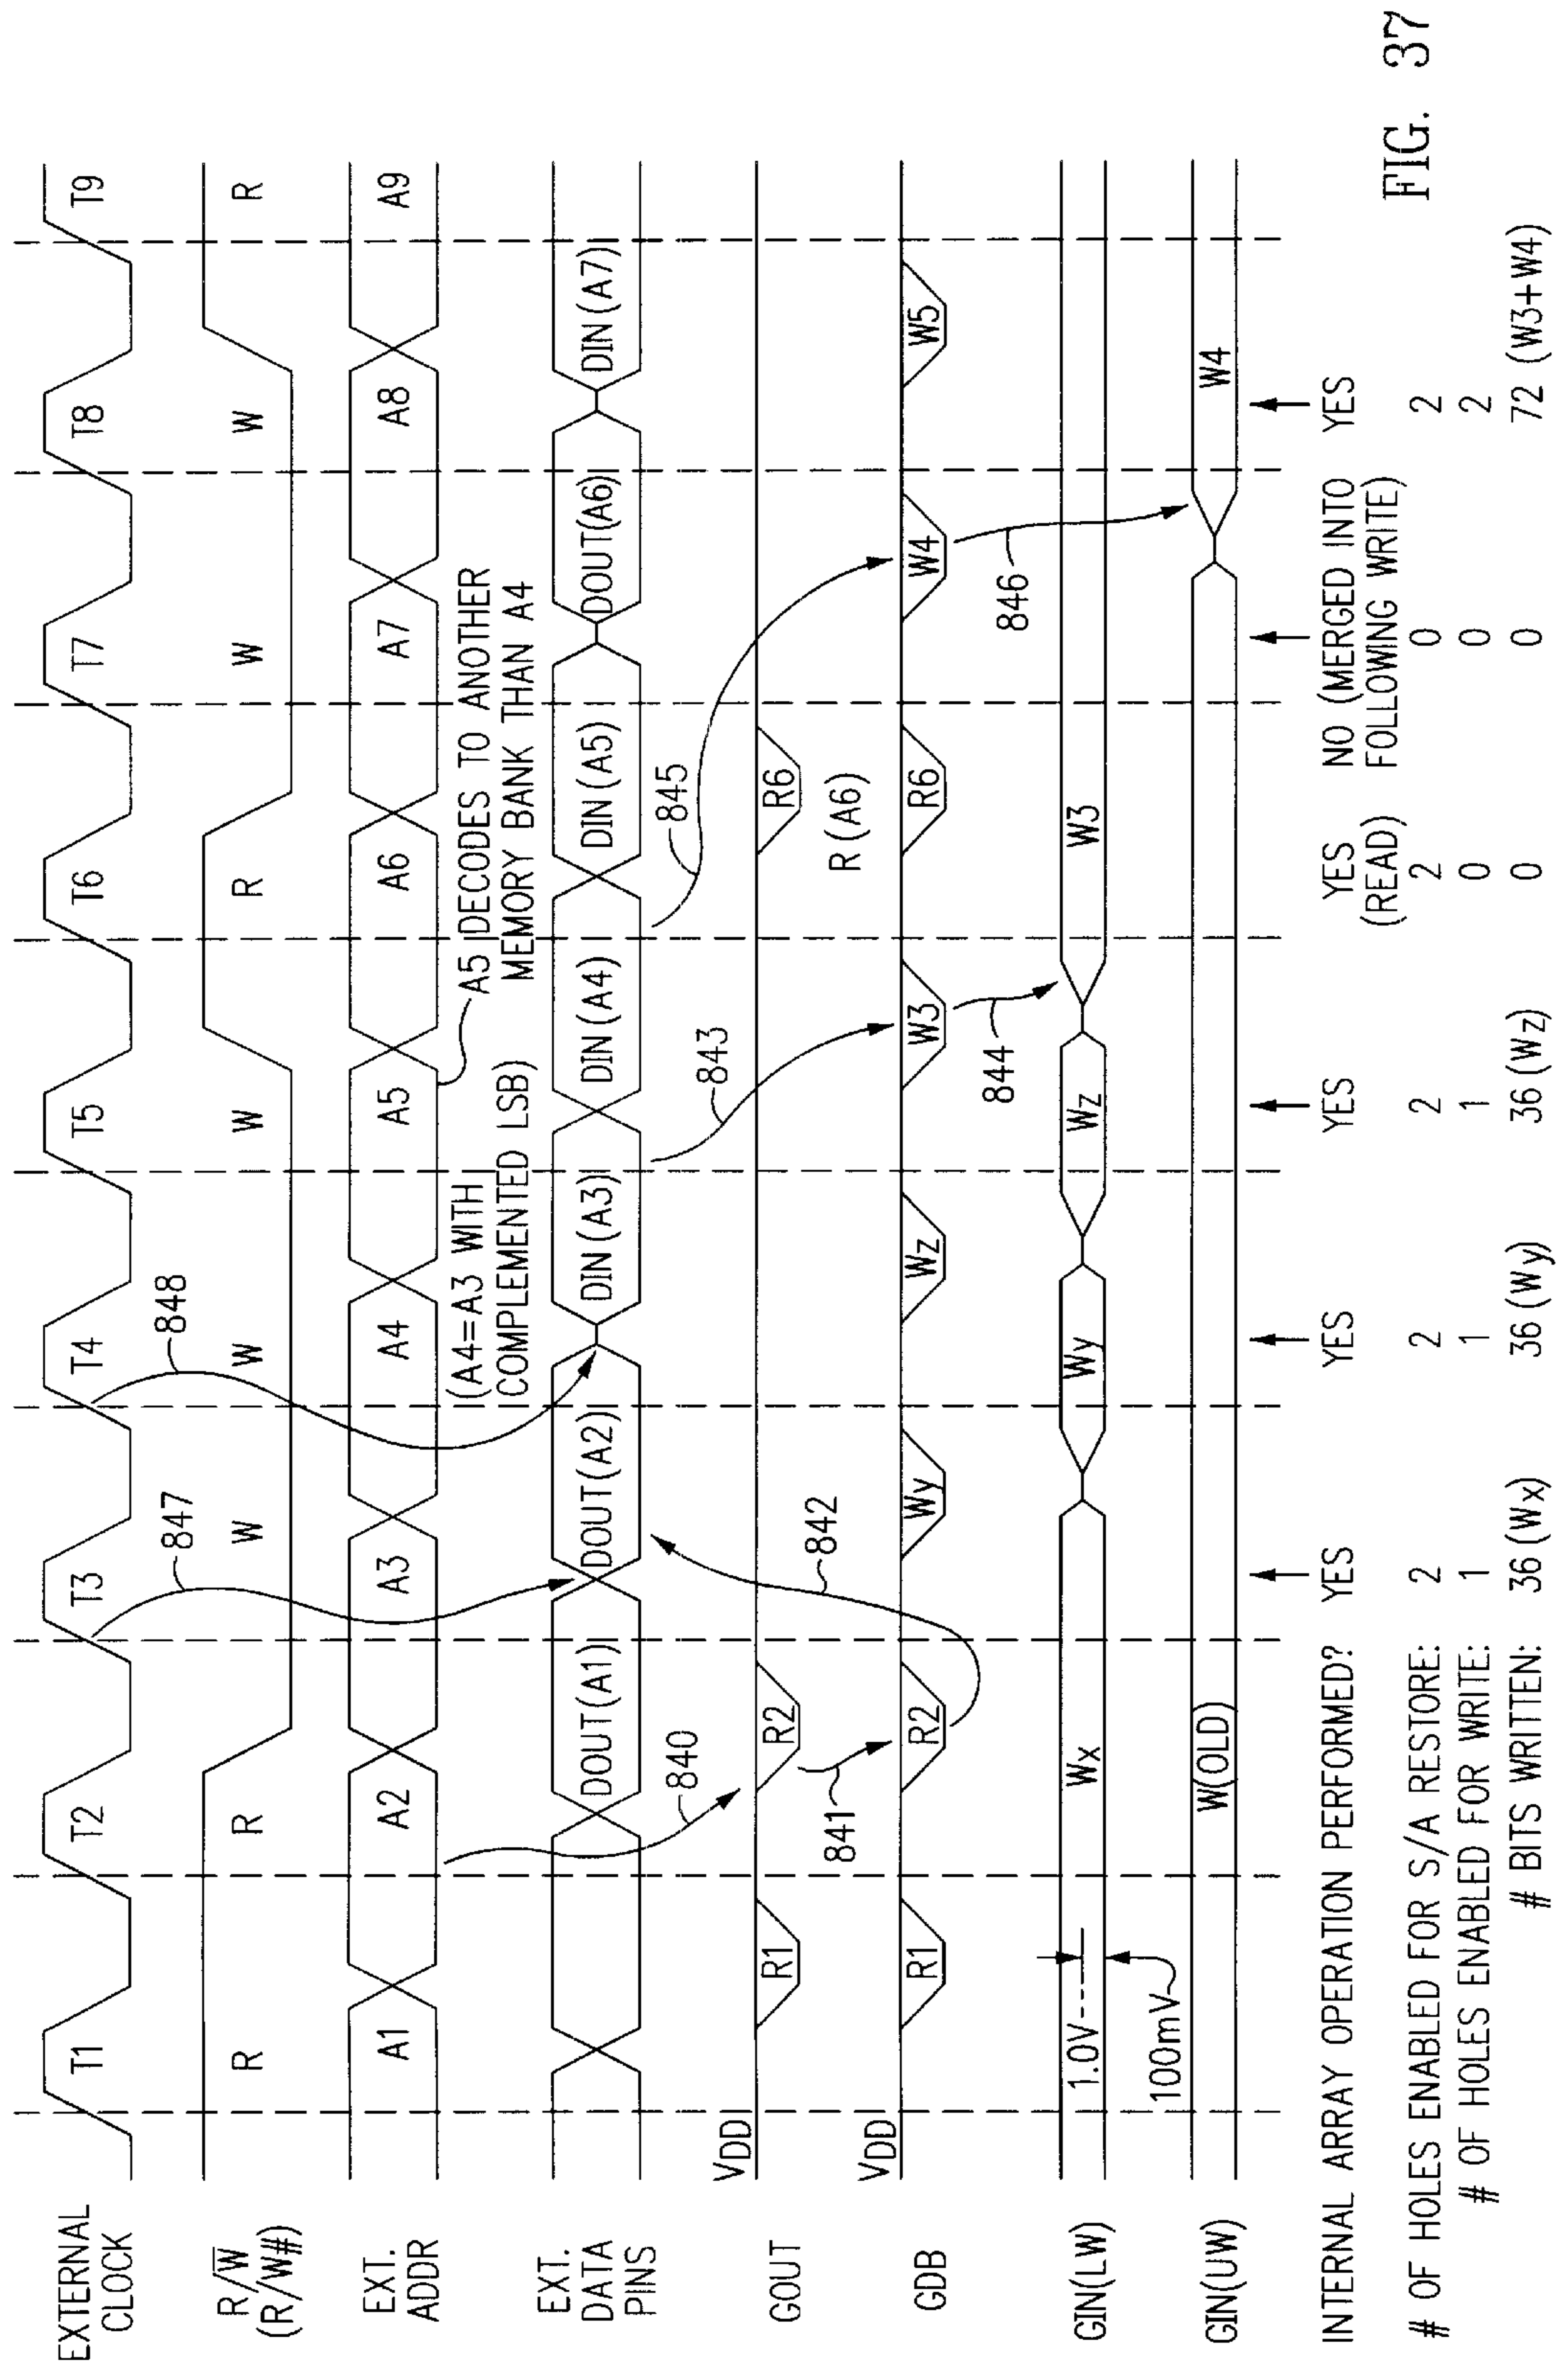 EXTERNAL CLOCK T1 T2 T3 T4 T5 T6 T7 T8 T9
848
847
R/W̅ (R/W#) R R W W W R W W R
EXT. ADDR A1 A2 A3 A4 A5 A6 A7 A8 A9
(A4=A3 WITH COMPLEMENTED LSB)
A5 DECODES TO ANOTHER MEMORY BANK THAN A4
EXT. DATA PINS DOUT(A1) DOUT(A2) DIN(A3) DIN(A4) DIN(A5) DOUT(A6) DIN(A7)
840 842 843 845
GOUT VDD R1 R2 R6
841
R(A6)
GDB VDD R1 R2 Wy Wz W3 R6 W4 W5
844 846
GIN(LW) 1.0V Wx Wy Wz W3
100mV
GIN(UW) W(OLD) W4
INTERNAL ARRAY OPERATION PERFORMED? YES YES YES YES (READ) NO (MERGED INTO FOLLOWING WRITE) YES
# OF HOLES ENABLED FOR S/A RESTORE: 2 2 2 2 0 2
# OF HOLES ENABLED FOR WRITE: 1 1 1 0 0 2
# BITS WRITTEN: 36(Wx) 36(Wy) 36(Wz) 0 0 72 (W3+W4)
FIG. 37